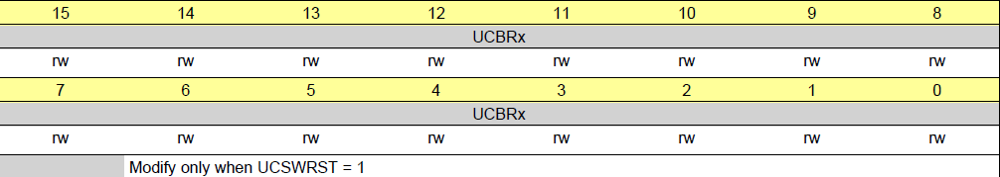 15 14 13 12 11 10 9 8
UCBRx
rw rw rw rw rw rw rw rw
7 6 5 4 3 2 1 0
UCBRx
rw rw rw rw rw rw rw rw
Modify only when UCSWRST = 1